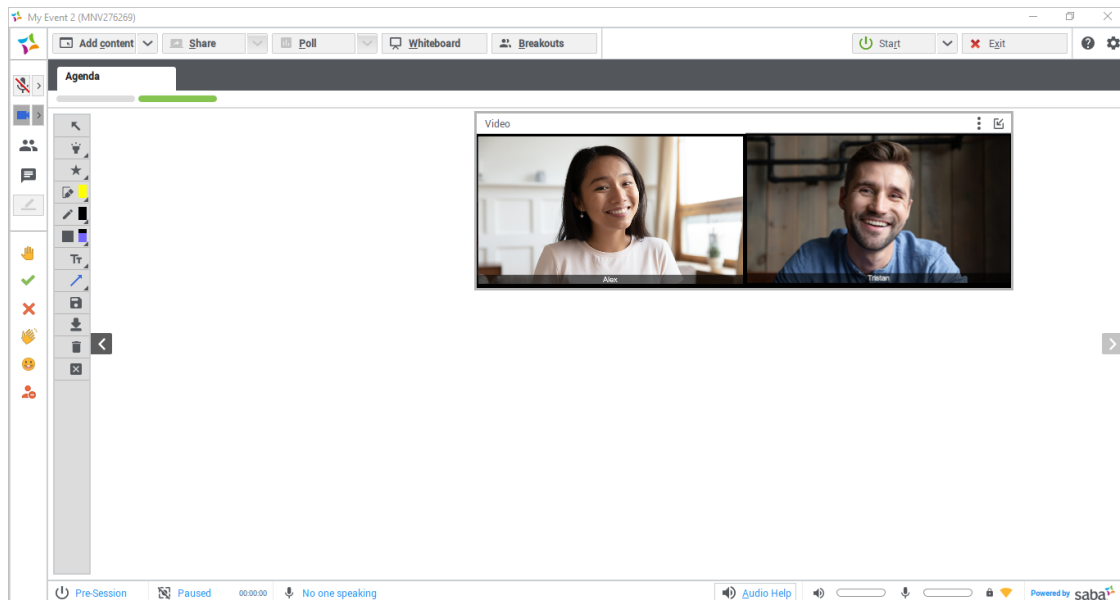 My Event 2 (MNV276269)
Add content
Share
Poll
Whiteboard
Breakouts
Start
Exit
Agenda
Video
Alex
Tristan
TT
Pre-Session
Paused
00:00:00
No one speaking
Audio Help
Powered by saba